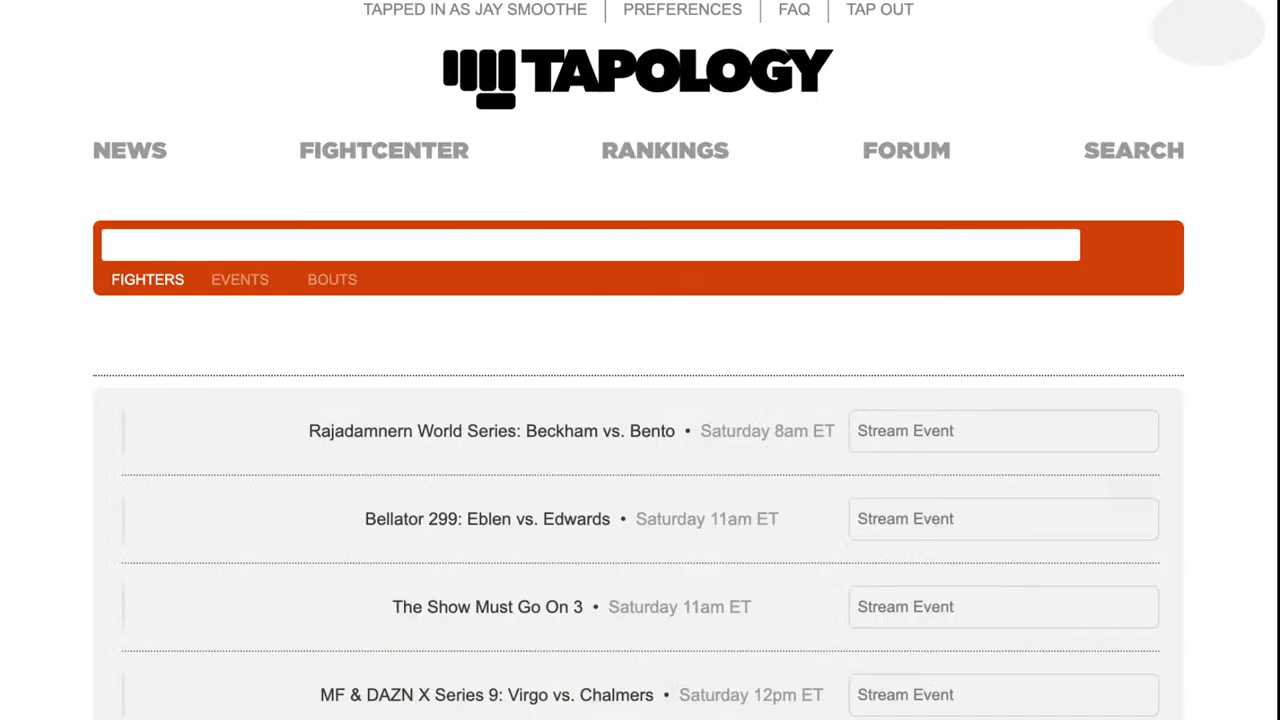 TAPPED IN AS JAY SMOOTHE | PREFERENCES | FAQ | TAP OUT
TAPOLOGY
NEWS FIGHTCENTER RANKINGS FORUM SEARCH
FIGHTERS EVENTS BOUTS
Rajadamnern World Series: Beckham vs. Bento • Saturday 8am ET Stream Event
Bellator 299: Eblen vs. Edwards • Saturday 11am ET Stream Event
The Show Must Go On 3 • Saturday 11am ET Stream Event
MF & DAZN X Series 9: Virgo vs. Chalmers • Saturday 12pm ET Stream Event